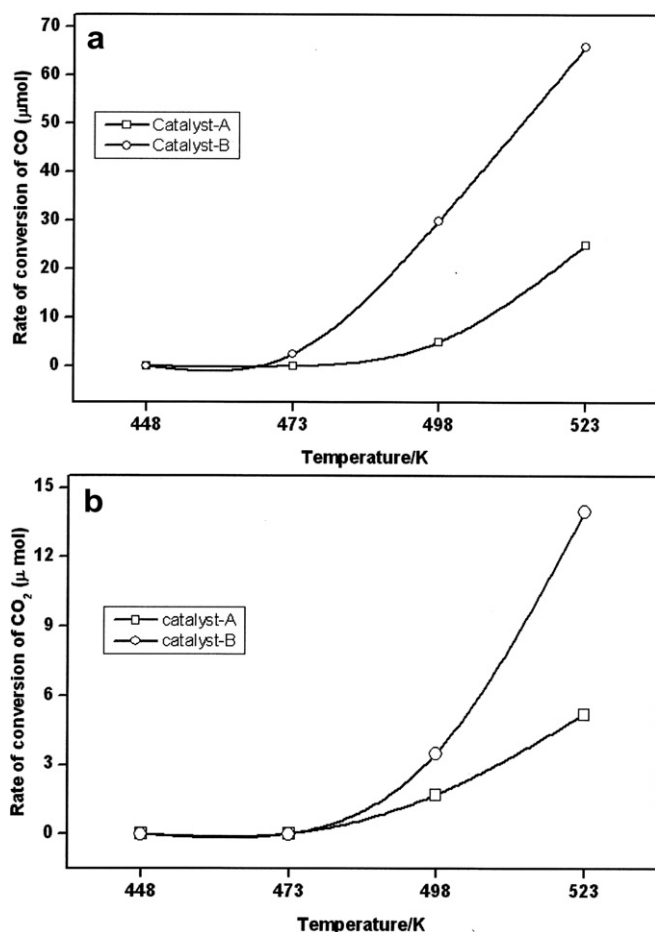 a
70
60
50
40
30
20
10
0
Rate of conversion of CO (μmol)
Catalyst-A
Catalyst-B
448 473 498 523
Temperature/K
b
15
12
9
6
3
0
Rate of conversion of CO₂ (μ mol)
catalyst-A
catalyst-B
448 473 498 523
Temperature/K